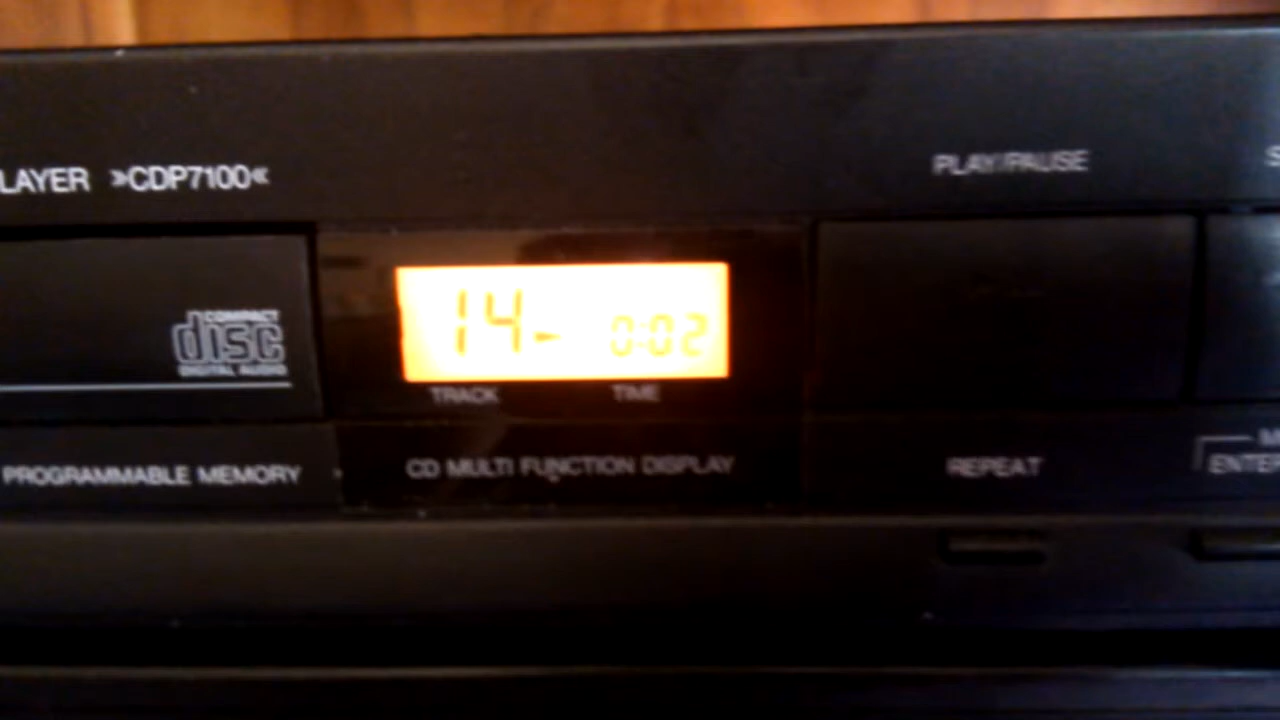 LAYER »CDP7100«
PLAY/PAUSE
S
COMPACT
disc
DIGITAL AUDIO
14 0:02
TRACK TIME
PROGRAMMABLE MEMORY
CD MULTI FUNCTION DISPLAY
REPEAT
M
ENTER